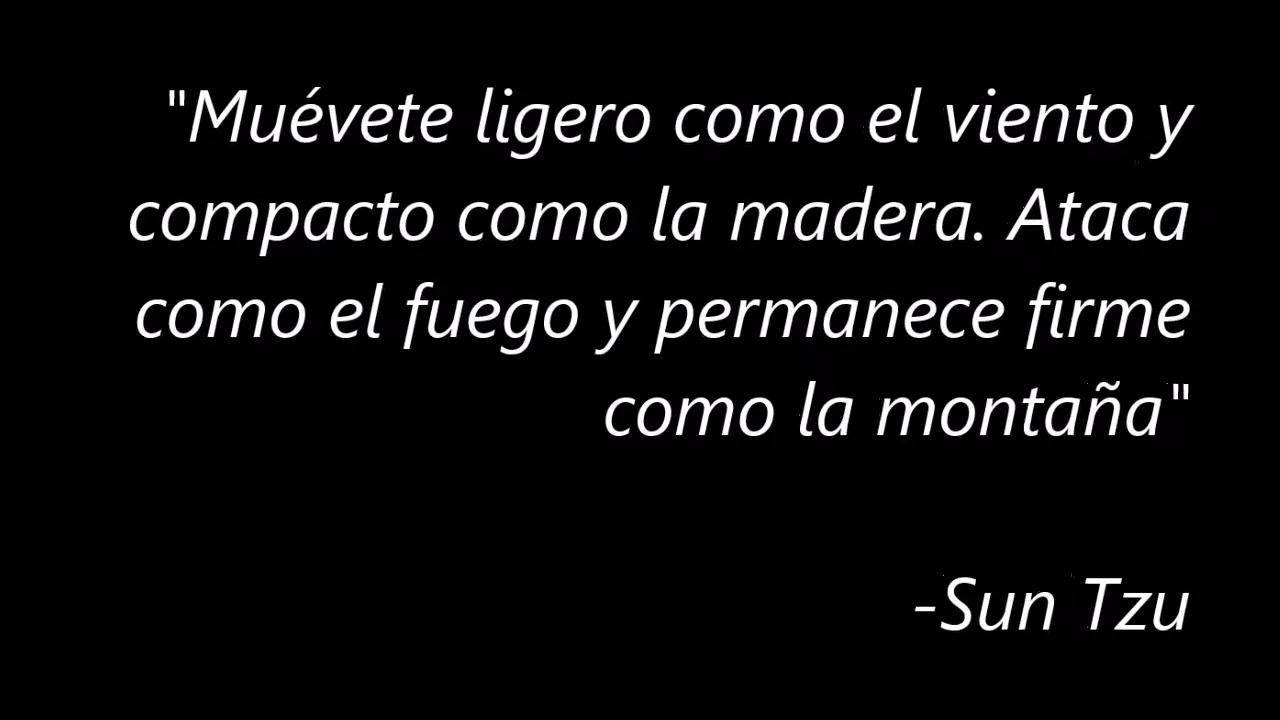 "Muévete ligero como el viento y
compacto como la madera. Ataca
como el fuego y permanece firme
como la montaña"
-Sun Tzu